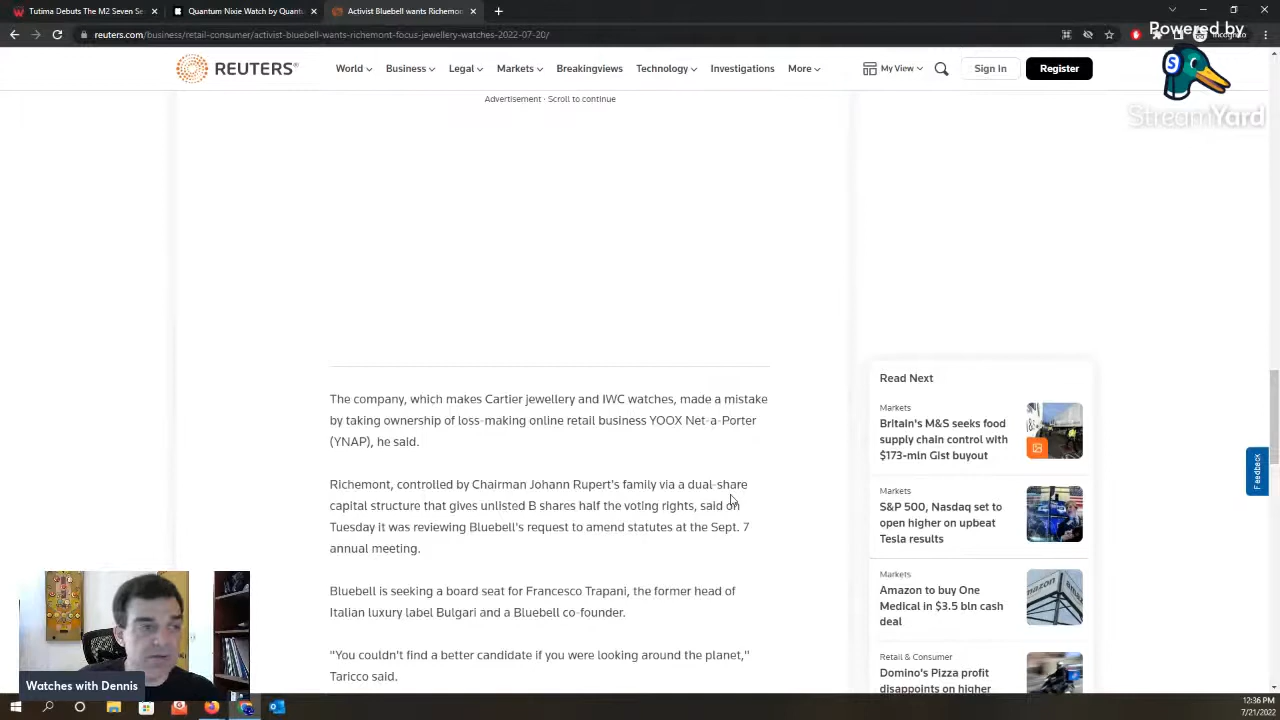 Tutima Debuts The M2 Seven Se
Quantum Rixie Watch by Quant
Activist Bluebell wants Richemor
reuters.com/business/retail-consumer/activist-bluebell-wants-richemont-focus-jewellery-watches-2022-07-20/
Incognito
Powered by
StreamYard
REUTERS®
World
Business
Legal
Markets
Breakingviews
Technology
Investigations
More
My View
Sign In
Register
Advertisement · Scroll to continue
The company, which makes Cartier jewellery and IWC watches, made a mistake
by taking ownership of loss-making online retail business YOOX Net-a-Porter
(YNAP), he said.
Richemont, controlled by Chairman Johann Rupert's family via a dual-share
capital structure that gives unlisted B shares half the voting rights, said on
Tuesday it was reviewing Bluebell's request to amend statutes at the Sept. 7
annual meeting.
Bluebell is seeking a board seat for Francesco Trapani, the former head of
Italian luxury label Bulgari and a Bluebell co-founder.
"You couldn't find a better candidate if you were looking around the planet,"
Taricco said.
Read Next
Markets
Britain's M&S seeks food
supply chain control with
$173-mln Gist buyout
Markets
S&P 500, Nasdaq set to
open higher on upbeat
Tesla results
Markets
Amazon to buy One
Medical in $3.5 bln cash
deal
Retail & Consumer
Domino's Pizza profit
disappoints on higher
Feedback
Watches with Dennis
12:36 PM
7/21/2022